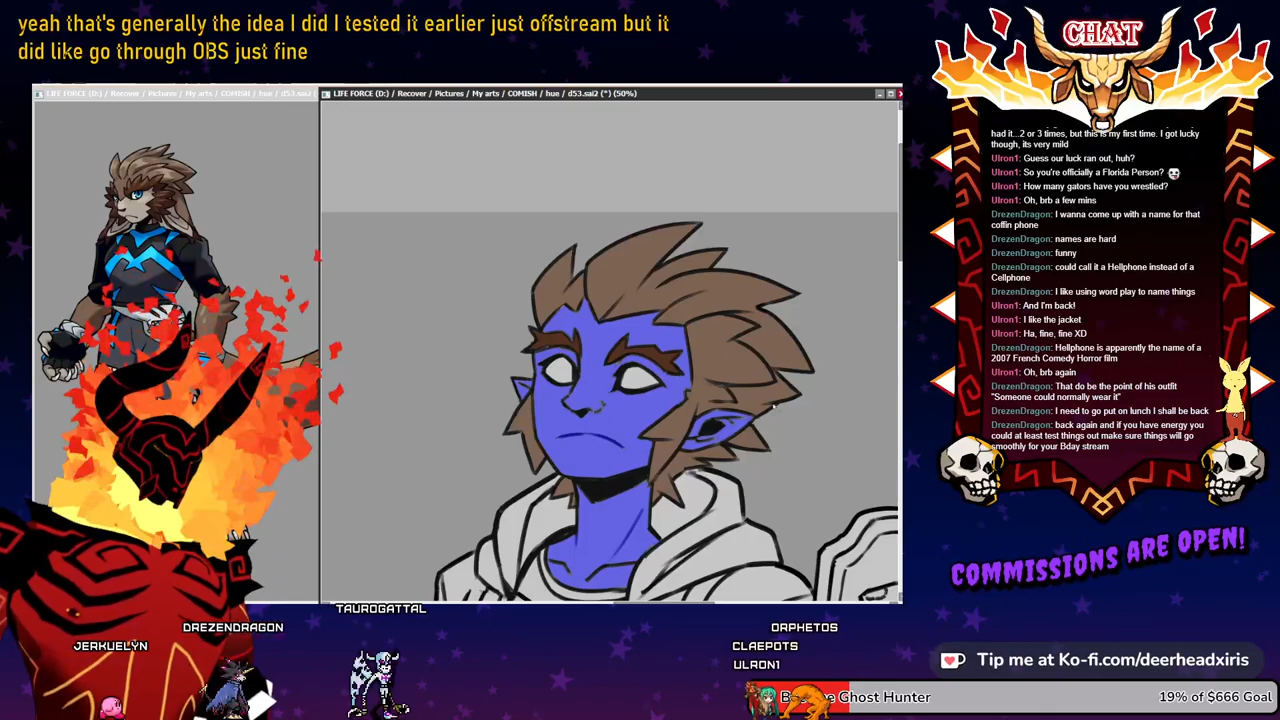 yeah that's generally the idea I did I tested it earlier just offstream but it
did like go through OBS just fine
LIFE FORCE (D:) / Recover / Pictures / My arts / COMISH / hue / d53.sai2 (
LIFE FORCE (D:) / Recover / Pictures / My arts / COMISH / hue / d53.sai2 (*) (50%)
CHAT
had it...2 or 3 times, but this is my first time. I got lucky
though, its very mild
Ulron1: Guess our luck ran out, huh?
Ulron1: So you're officially a Florida Person?
Ulron1: How many gators have you wrestled?
Ulron1: Oh, brb a few mins
DrezenDragon: I wanna come up with a name for that
coffin phone
DrezenDragon: names are hard
DrezenDragon: funny
DrezenDragon: could call it a Hellphone instead of a
Cellphone
DrezenDragon: I like using word play to name things
Ulron1: And I'm back!
Ulron1: I like the jacket
Ulron1: Ha, fine, fine XD
DrezenDragon: Hellphone is apparently the name of a
2007 French Comedy Horror film
Ulron1: Oh, brb again
DrezenDragon: That do be the point of his outfit
"Someone could normally wear it"
DrezenDragon: I need to go put on lunch I shall be back
DrezenDragon: back again and if you have energy you
could at least test things out make sure things will go
smoothly for your Bday stream
COMMISSIONS ARE OPEN!
TAUROGATTAL
DREZENDRAGON
JERKUELYN
ORPHETOS
CLAEPOTS
ULRON1
Tip me at Ko-fi.com/deerheadxiris
Ghost Hunter
19% of $666 Goal